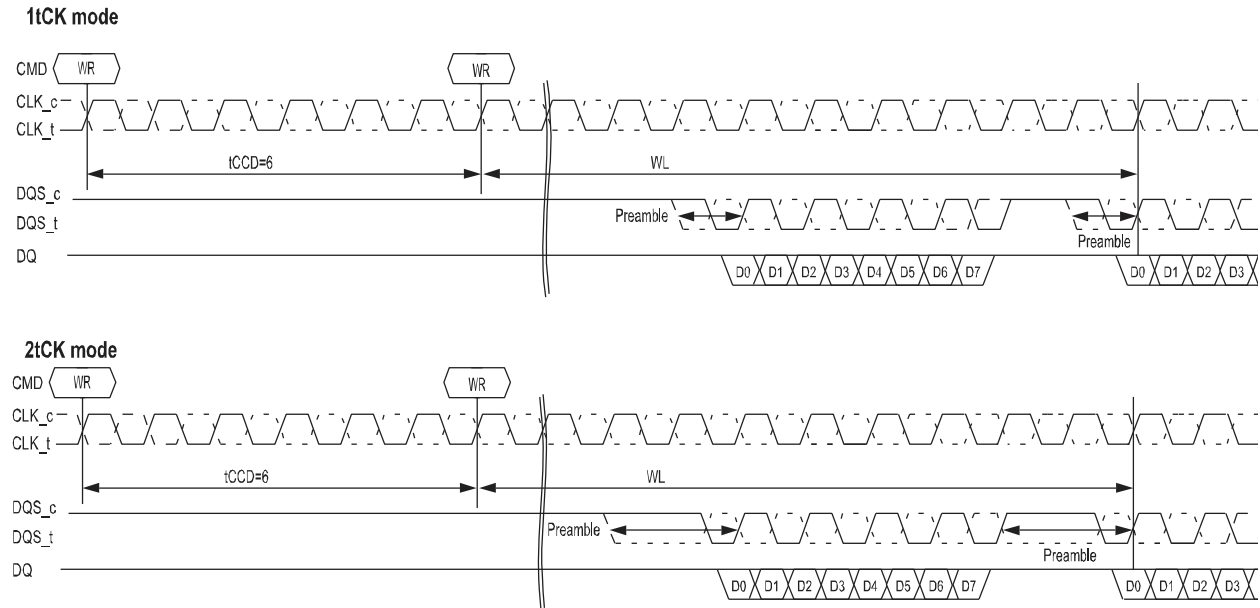 1tCK mode
CMD WR WR
CLK_c
CLK_t
tCCD=6 WL
DQS_c
DQS_t Preamble
Preamble
DQ D0 D1 D2 D3 D4 D5 D6 D7 D0 D1 D2 D3
2tCK mode
CMD WR WR
CLK_c
CLK_t
tCCD=6 WL
DQS_c
DQS_t Preamble
Preamble
DQ D0 D1 D2 D3 D4 D5 D6 D7 D0 D1 D2 D3